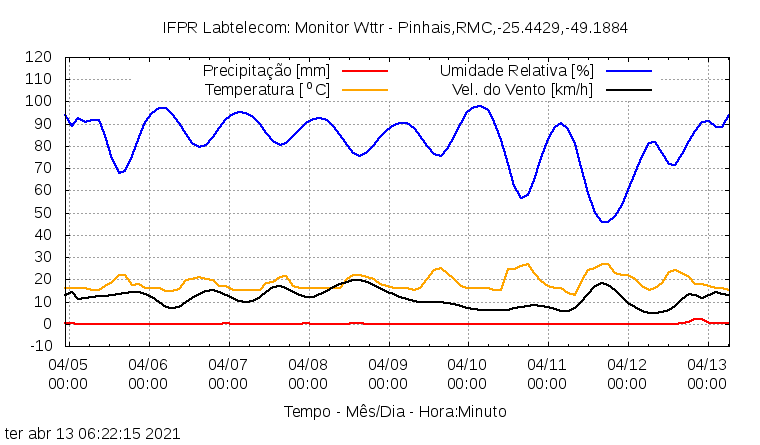 IFPR Labtelecom: Monitor Wttr - Pinhais,RMC,-25.4429,-49.1884
Precipitação [mm]
Temperatura [⁰C]
Umidade Relativa [%]
Vel. do Vento [km/h]
120
110
100
90
80
70
60
50
40
30
20
10
0
-10
04/05 04/06 04/07 04/08 04/09 04/10 04/11 04/12 04/13
00:00 00:00 00:00 00:00 00:00 00:00 00:00 00:00 00:00
Tempo - Mês/Dia - Hora:Minuto
ter abr 13 06:22:15 2021